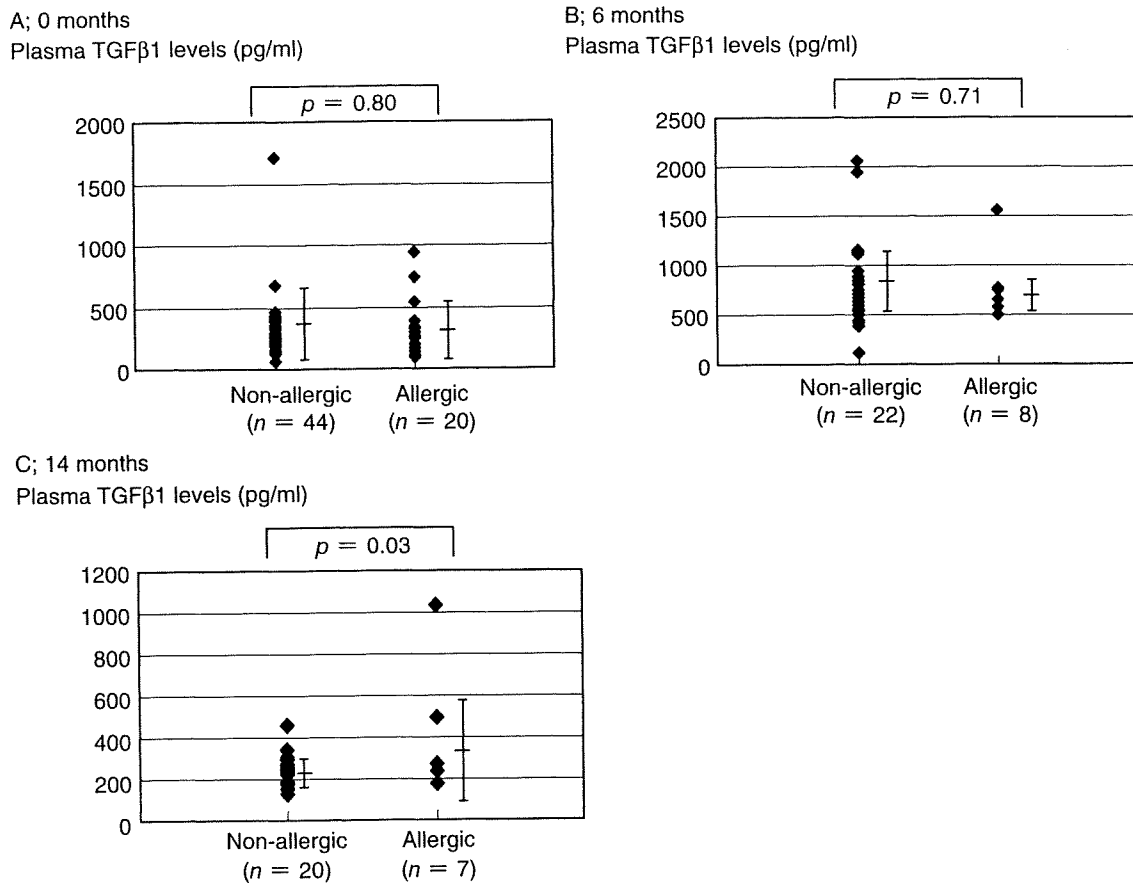 A; 0 months
Plasma TGFβ1 levels (pg/ml)
p = 0.80
2000
1500
1000
500
0
Non-allergic Allergic
(n = 44) (n = 20)
B; 6 months
Plasma TGFβ1 levels (pg/ml)
p = 0.71
2500
2000
1500
1000
500
0
Non-allergic Allergic
(n = 22) (n = 8)
C; 14 months
Plasma TGFβ1 levels (pg/ml)
p = 0.03
1200
1000
800
600
400
200
0
Non-allergic Allergic
(n = 20) (n = 7)